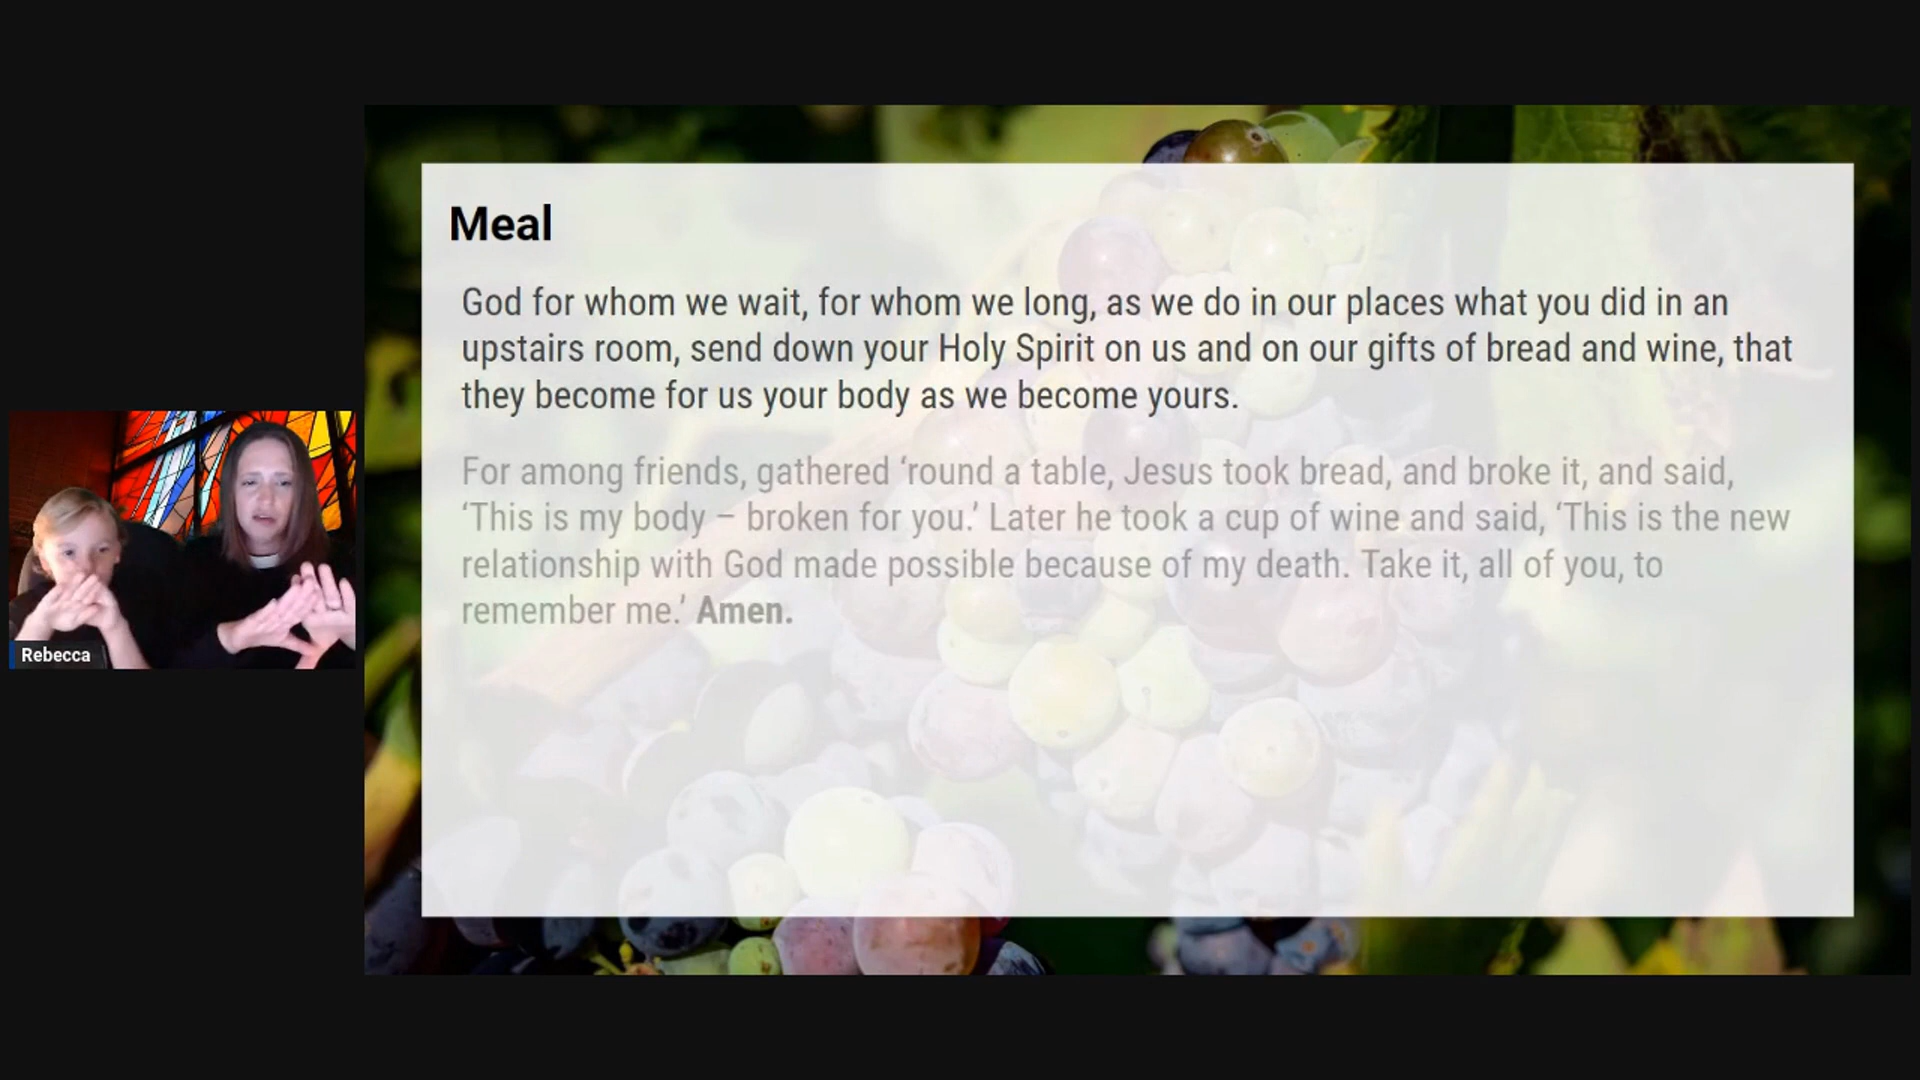 Meal
God for whom we wait, for whom we long, as we do in our places what you did in an
upstairs room, send down your Holy Spirit on us and on our gifts of bread and wine, that
they become for us your body as we become yours.
For among friends, gathered ‘round a table, Jesus took bread, and broke it, and said,
‘This is my body – broken for you.’ Later he took a cup of wine and said, ‘This is the new
relationship with God made possible because of my death. Take it, all of you, to
remember me.’ Amen.
Rebecca